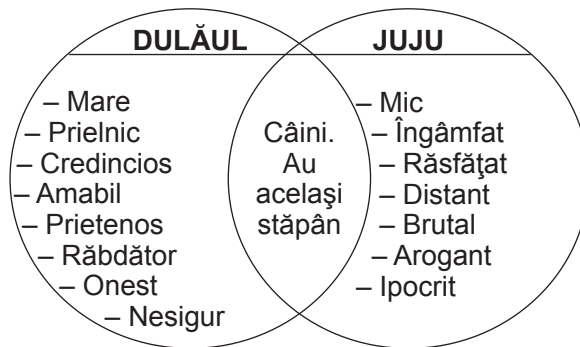 DULĂUL
– Mare
– Prielnic
– Credincios
– Amabil
– Prietenos
– Răbdător
– Onest
– Nesigur
Câini.
Au
acelaşi
stăpân
JUJU
– Mic
– Îngâmfat
– Răsfăţat
– Distant
– Brutal
– Arogant
– Ipocrit